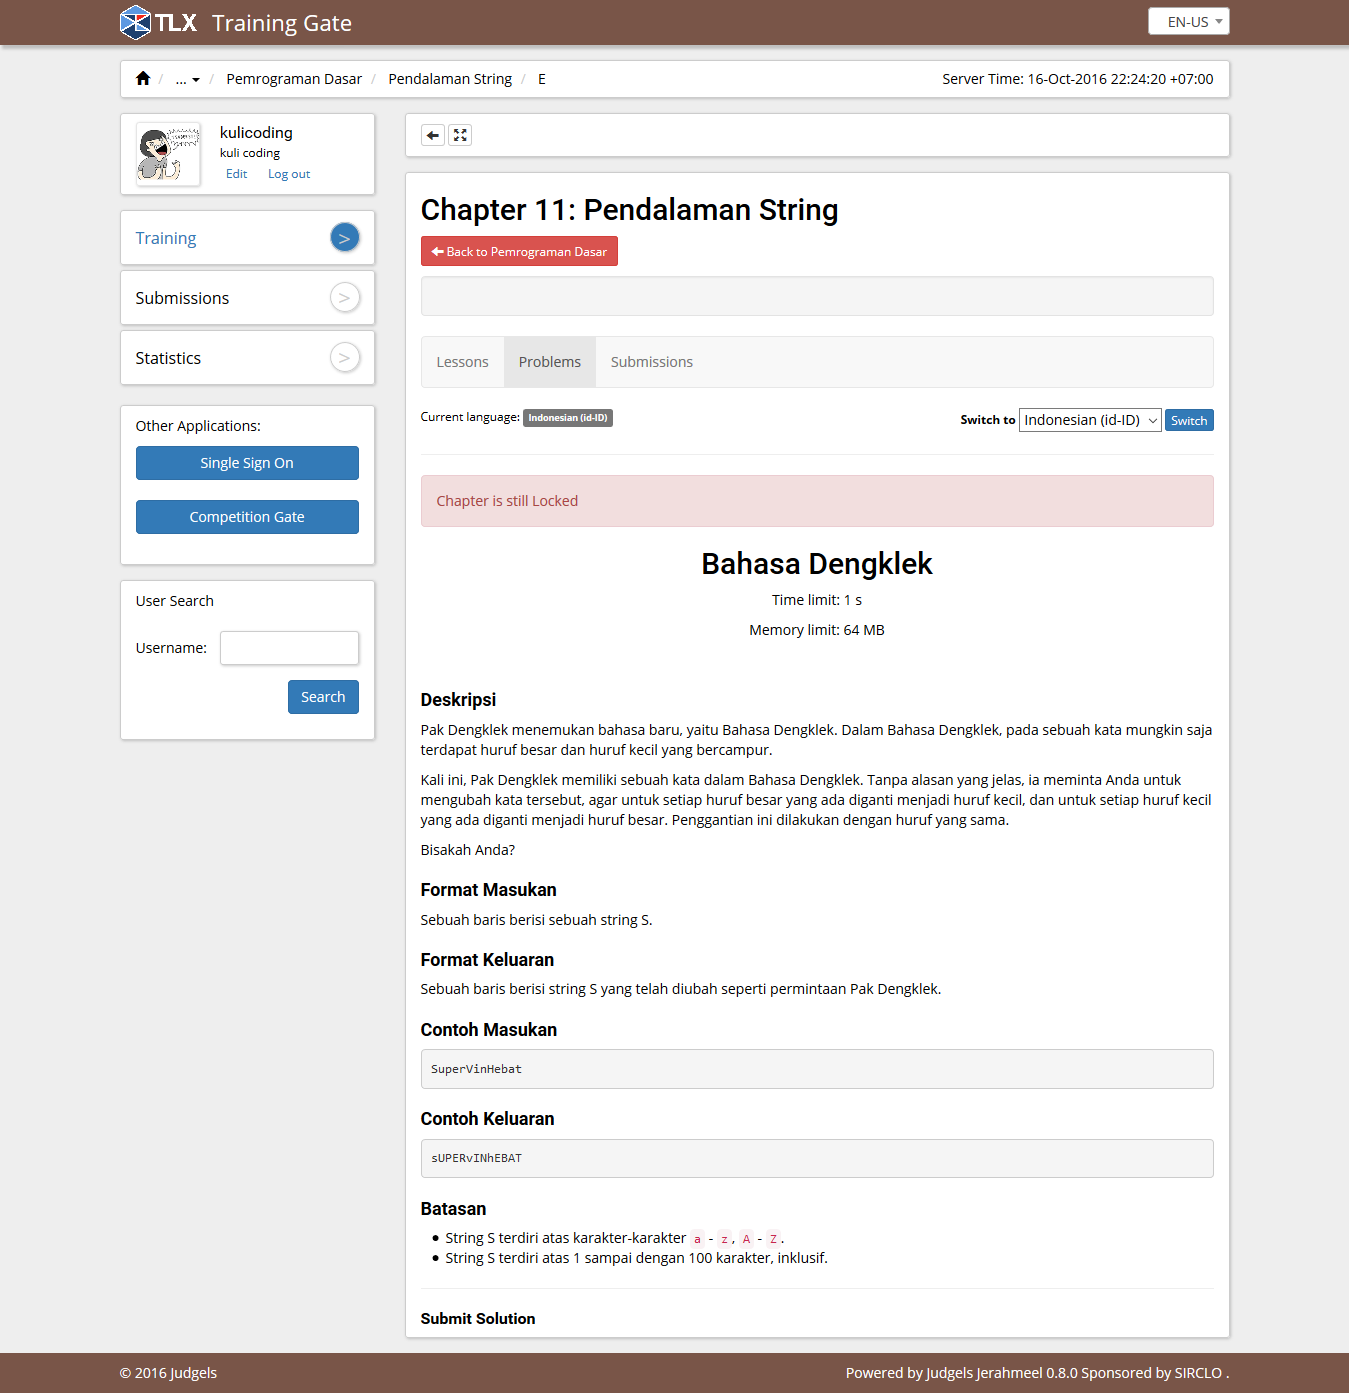 TLX Training Gate
EN-US
... Pemrograman Dasar / Pendalaman String / E
Server Time: 16-Oct-2016 22:24:20 +07:00
kulicoding
kuli coding
Edit Log out
Training >
Submissions >
Statistics >
Other Applications:
Single Sign On
Competition Gate
User Search
Username:
Search
Chapter 11: Pendalaman String
Back to Pemrograman Dasar
Lessons Problems Submissions
Current language: Indonesian (id-ID)
Switch to Indonesian (id-ID) Switch
Chapter is still Locked
Bahasa Dengklek
Time limit: 1 s
Memory limit: 64 MB
Deskripsi
Pak Dengklek menemukan bahasa baru, yaitu Bahasa Dengklek. Dalam Bahasa Dengklek, pada sebuah kata mungkin saja
terdapat huruf besar dan huruf kecil yang bercampur.
Kali ini, Pak Dengklek memiliki sebuah kata dalam Bahasa Dengklek. Tanpa alasan yang jelas, ia meminta Anda untuk
mengubah kata tersebut, agar untuk setiap huruf besar yang ada diganti menjadi huruf kecil, dan untuk setiap huruf kecil
yang ada diganti menjadi huruf besar. Penggantian ini dilakukan dengan huruf yang sama.
Bisakah Anda?
Format Masukan
Sebuah baris berisi sebuah string S.
Format Keluaran
Sebuah baris berisi string S yang telah diubah seperti permintaan Pak Dengklek.
Contoh Masukan
SuperVinHebat
Contoh Keluaran
sUPERvINhEBAT
Batasan
• String S terdiri atas karakter-karakter a - z, A - Z.
• String S terdiri atas 1 sampai dengan 100 karakter, inklusif.
Submit Solution
© 2016 Judgels
Powered by Judgels Jerahmeel 0.8.0 Sponsored by SIRCLO .